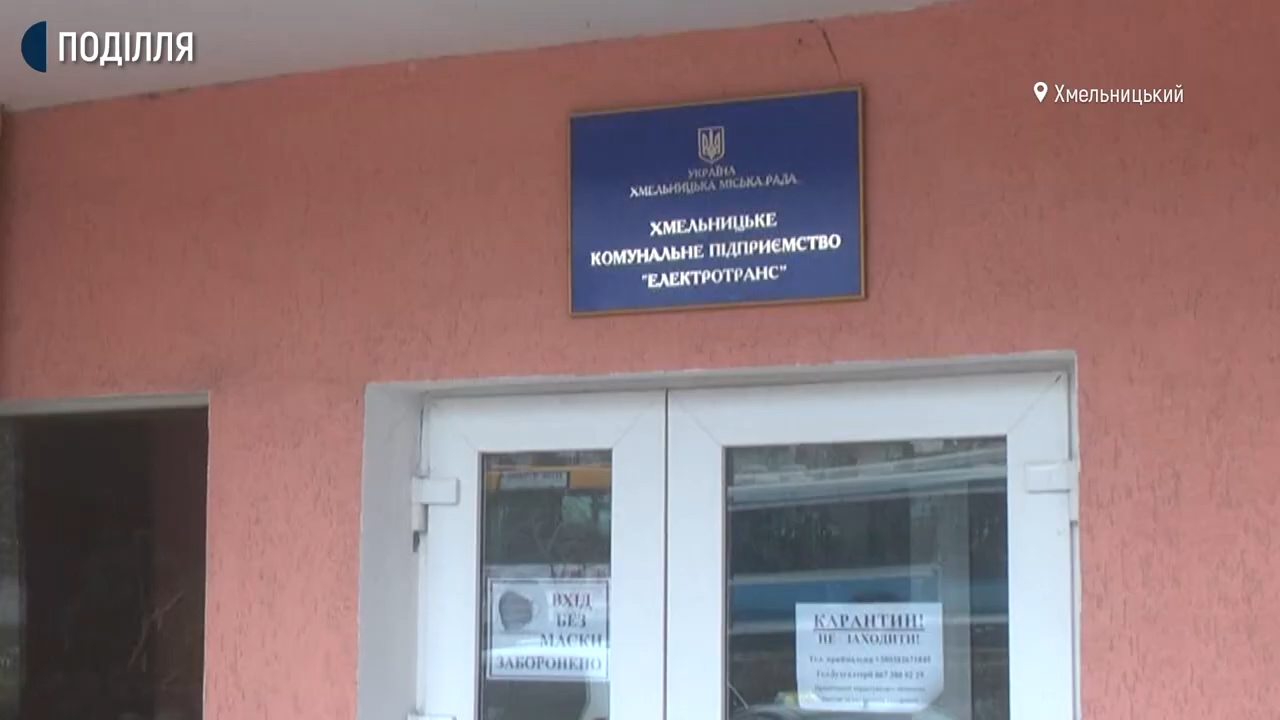 ПОДІЛЛЯ
Хмельницький
УКРАЇНА
ХМЕЛЬНИЦЬКА МІСЬКА РАДА
ХМЕЛЬНИЦЬКЕ
КОМУНАЛЬНЕ ПІДПРИЄМСТВО
"ЕЛЕКТРОТРАНС"
ВХІД
БЕЗ
МАСКИ
ЗАБОРОНЕНО
КАРАНТИН!
НЕ ЗАХОДИТИ!